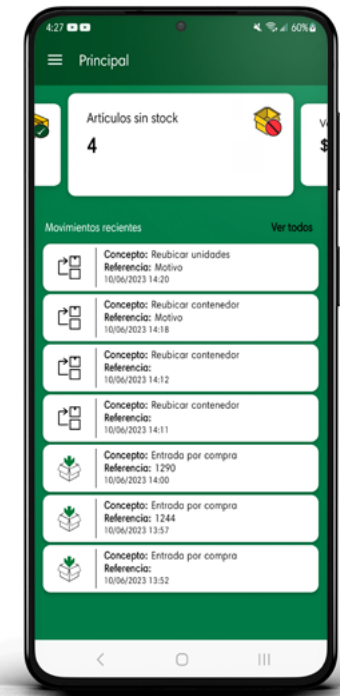 4:27
60%
Principal
Artículos sin stock
4
V
$
Movimientos recientes
Ver todos
Concepto: Reubicar unidades
Referencia: Motivo
10/06/2023 14:20
Concepto: Reubicar contenedor
Referencia: Motivo
10/06/2023 14:18
Concepto: Reubicar contenedor
Referencia:
10/06/2023 14:12
Concepto: Reubicar contenedor
Referencia:
10/06/2023 14:11
Concepto: Entrada por compra
Referencia: 1290
10/06/2023 14:00
Concepto: Entrada por compra
Referencia: 1244
10/06/2023 13:57
Concepto: Entrada por compra
Referencia:
10/06/2023 13:52